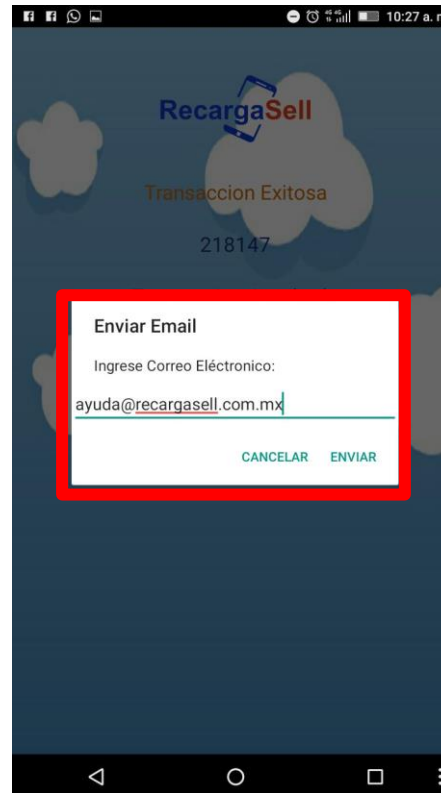 10:27 a. m
RecargaSell
Transaccion Exitosa
218147
Enviar Email
Ingrese Correo Eléctronico:
ayuda@recargasell.com.mx
CANCELAR ENVIAR